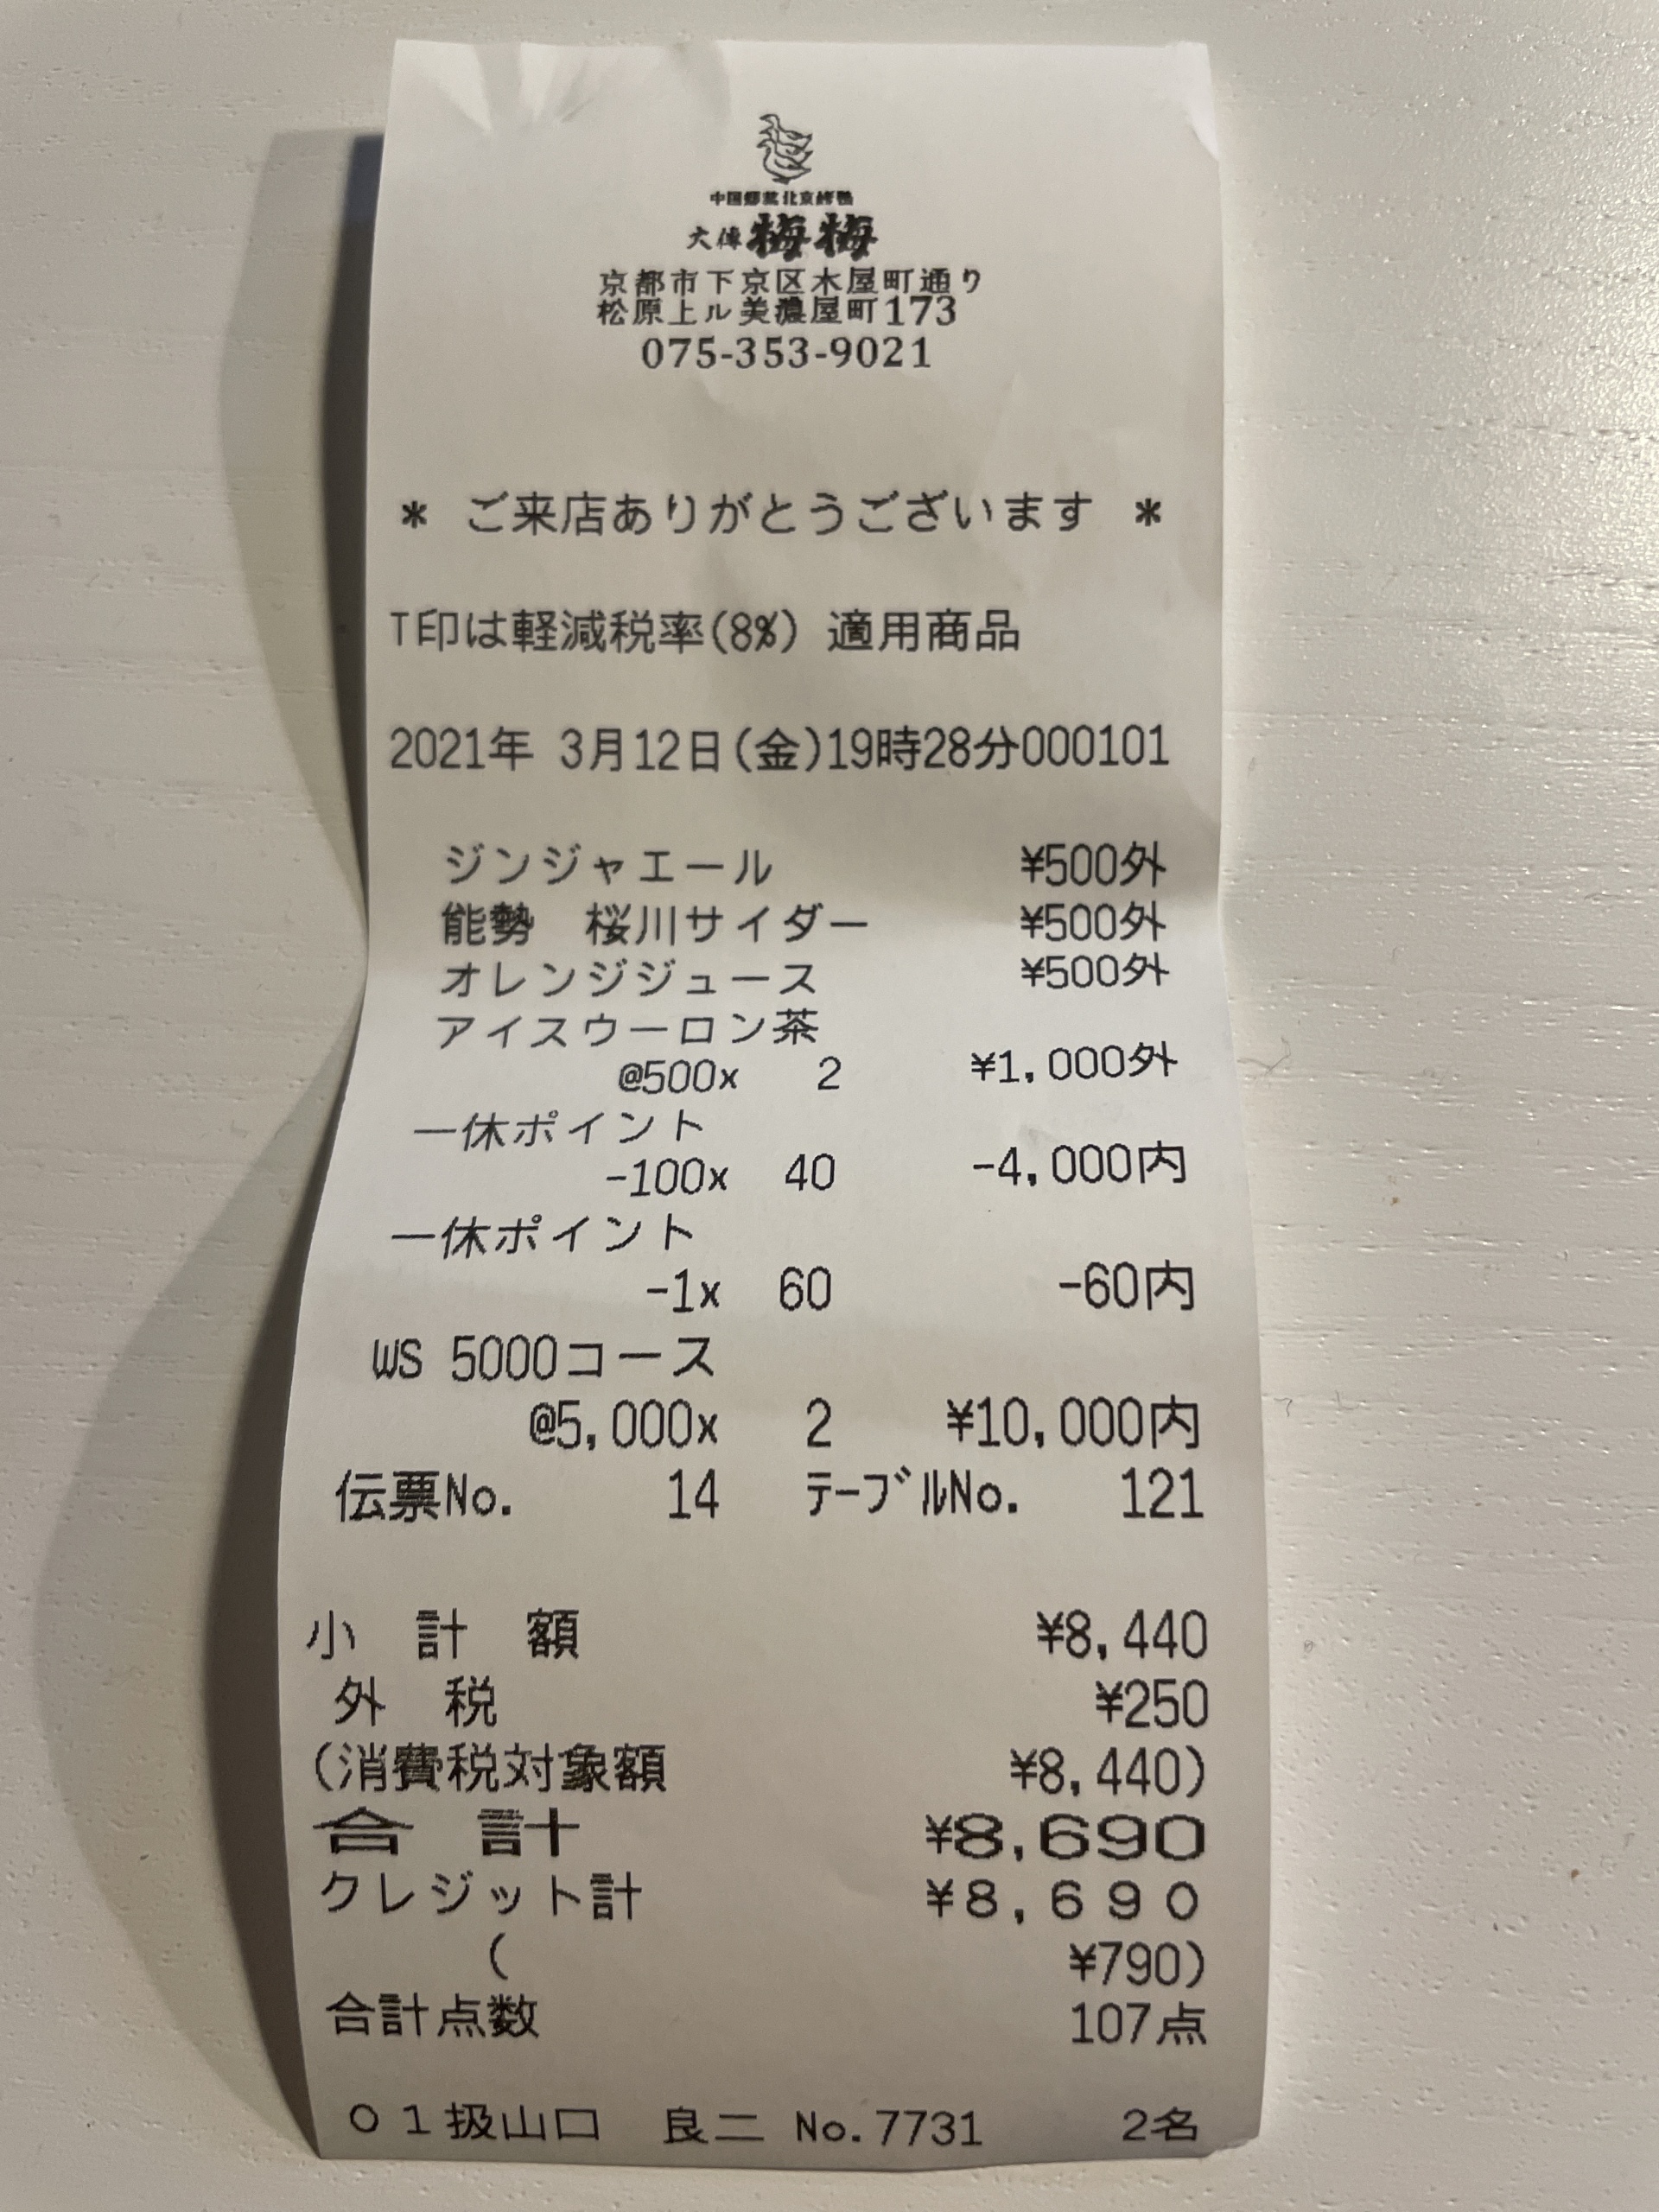 中国郷菜北京烤鴨
大傳 梅梅
京都市下京区木屋町通り
松原上ル美濃屋町173
075-353-9021
* ご来店ありがとうございます *
T印は軽減税率(8%) 適用商品
2021年 3月12日(金)19時28分000101
ジンジャエール ¥500外
能勢 桜川サイダー ¥500外
オレンジジュース ¥500外
アイスウーロン茶
@500x 2 ¥1,000外
一休ポイント
-100x 40 -4,000内
一休ポイント
-1x 60 -60内
WS 5000コース
@5,000x 2 ¥10,000内
伝票No. 14 テーブルNo. 121
小 計 額 ¥8,440
外 税 ¥250
(消費税対象額 ¥8,440)
合 計 ¥8,690
クレジット計 ¥8,690
( ¥790)
合計点数 107点
01扱山口 良二 No.7731 2名